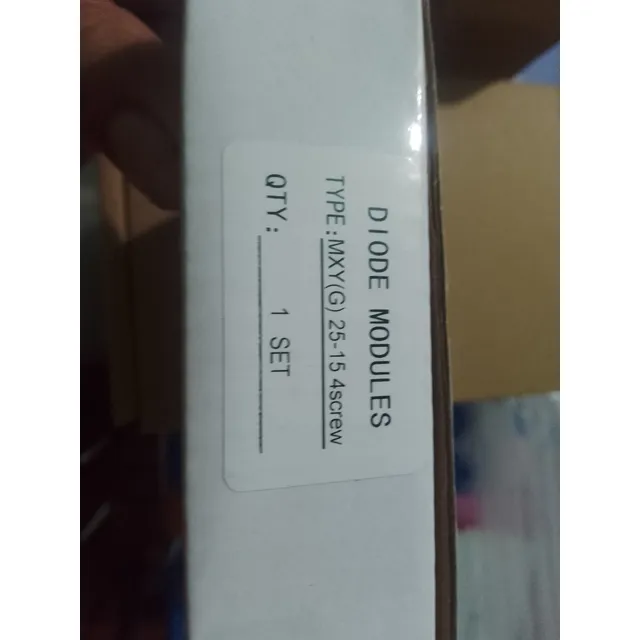 DIODE MODULES
TYPE:MXY(G) 25-15 4screw
QTY: 1 SET